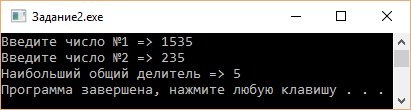 Задание2.exe
Введите число №1 => 1535
Введите число №2 => 235
Наибольший общий делитель => 5
Программа завершена, нажмите любую клавишу . . .